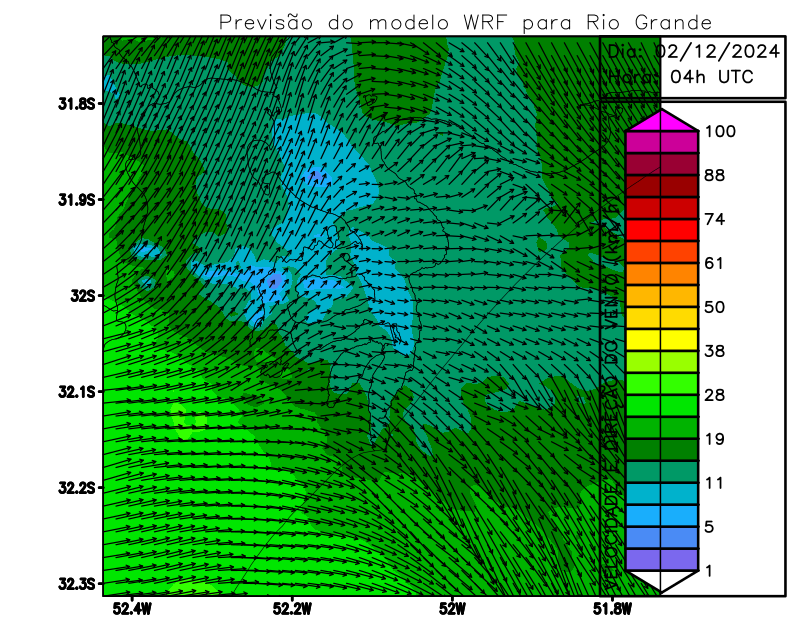 Previsão do modelo WRF para Rio Grande
Dia: 02/12/2024
Hora: 04h UTC
31.8S
31.9S
32S
32.1S
32.2S
32.3S
52.4W
52.2W
52W
51.8W
VELOCIDADE E DIREÇÃO DO VENTO (km/h)
100
88
74
61
50
38
28
19
11
5
1